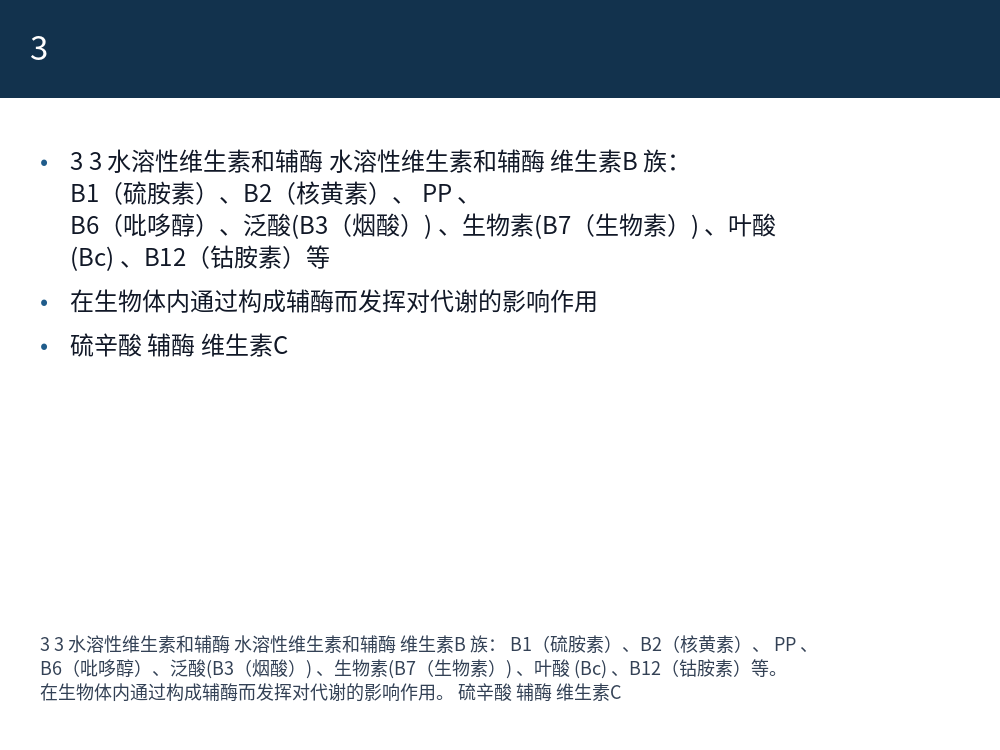 3
• 3 3 水溶性维生素和辅酶 水溶性维生素和辅酶 维生素B 族：
B1（硫胺素）、B2（核黄素）、 PP 、
B6（吡哆醇）、泛酸(B3（烟酸）) 、生物素(B7（生物素）) 、叶酸
(Bc) 、B12（钴胺素）等
• 在生物体内通过构成辅酶而发挥对代谢的影响作用
• 硫辛酸 辅酶 维生素C
3 3 水溶性维生素和辅酶 水溶性维生素和辅酶 维生素B 族： B1（硫胺素）、B2（核黄素）、 PP 、
B6（吡哆醇）、泛酸(B3（烟酸）) 、生物素(B7（生物素）) 、叶酸 (Bc) 、B12（钴胺素）等。
在生物体内通过构成辅酶而发挥对代谢的影响作用。 硫辛酸 辅酶 维生素C